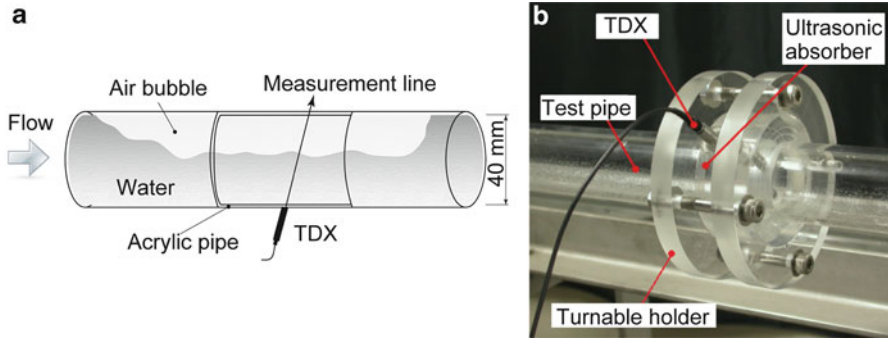 a
Air bubble
Measurement line
Flow
Water
40 mm
Acrylic pipe
TDX
b
TDX
Ultrasonic
absorber
Test pipe
Turnable holder